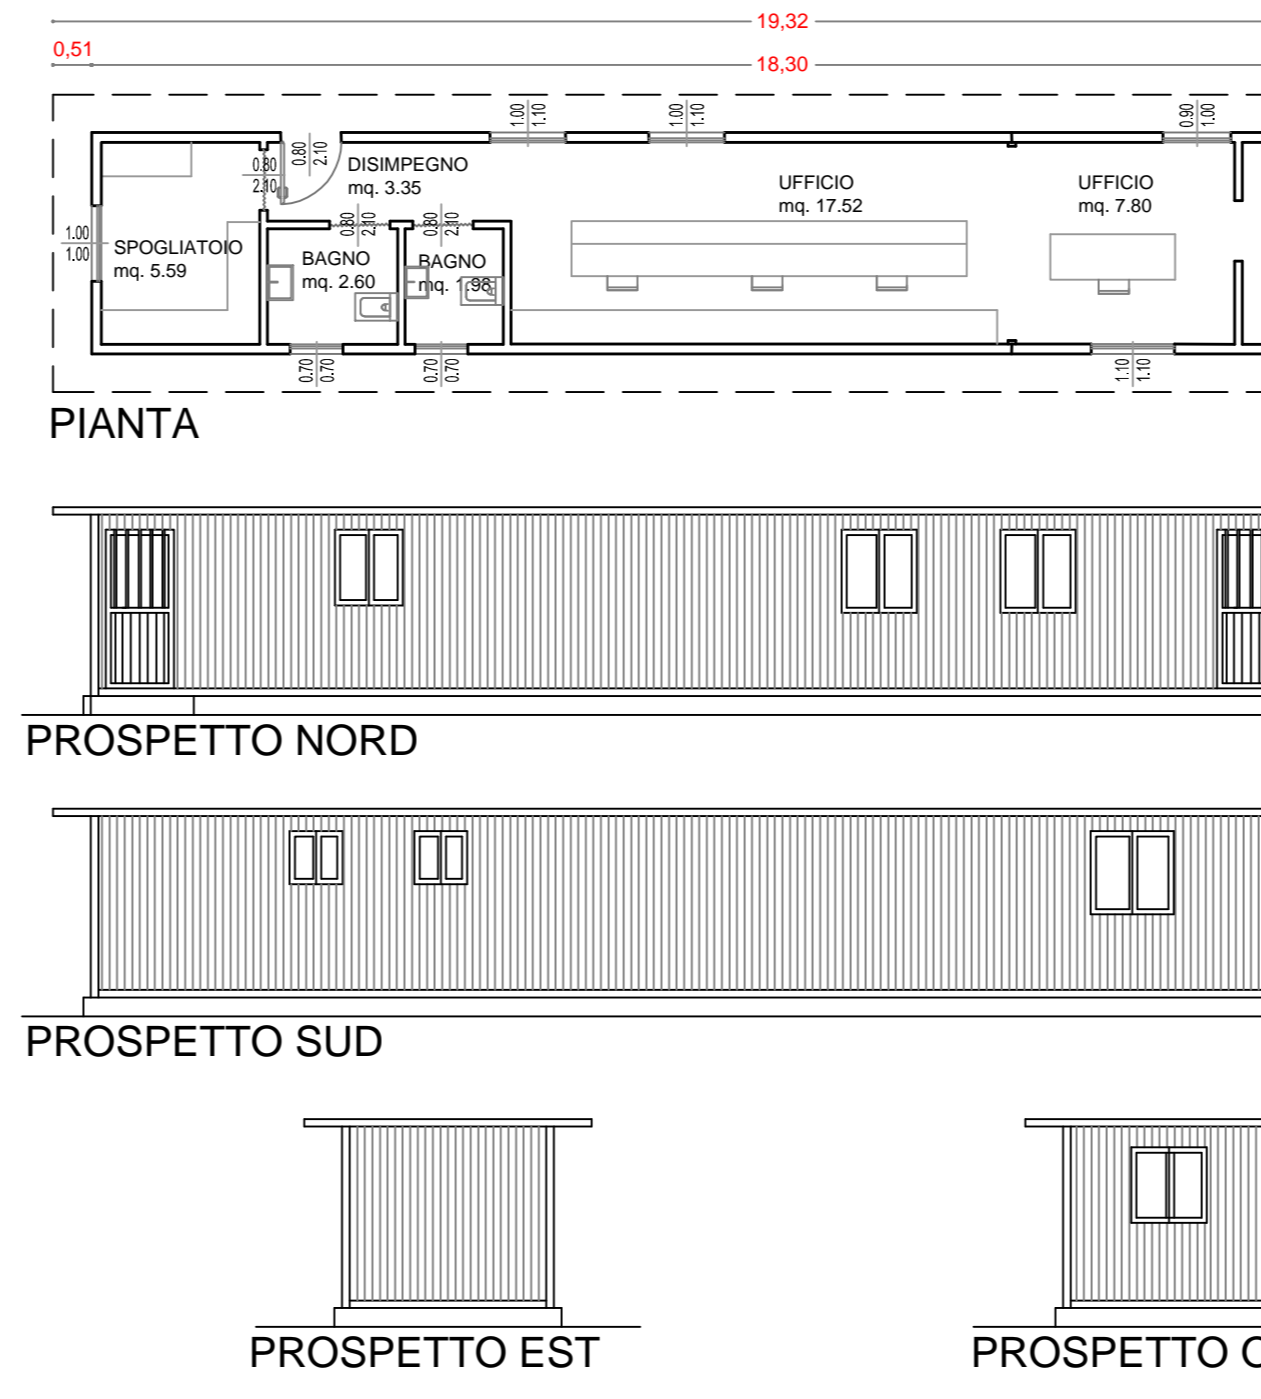 19,32
0,51
18,30
1.00
1.10
1.00
1.10
0.90
1.00
0.80
2.10
0.80
2.10
DISIMPEGNO
mq. 3.35
UFFICIO
mq. 17.52
UFFICIO
mq. 7.80
1.00
1.00
SPOGLIATOIO
mq. 5.59
0.80
2.10
0.80
2.10
BAGNO
mq. 2.60
BAGNO
mq. 1.98
0.70
0.70
0.70
0.70
1.10
1.10
PIANTA
PROSPETTO NORD
PROSPETTO SUD
PROSPETTO EST
PROSPETTO